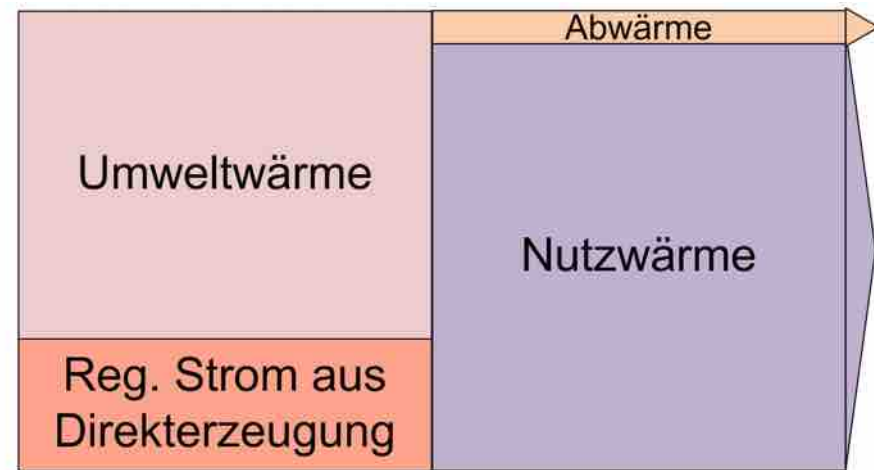 Abwärme
Umweltwärme
Nutzwärme
Reg. Strom aus
Direkterzeugung